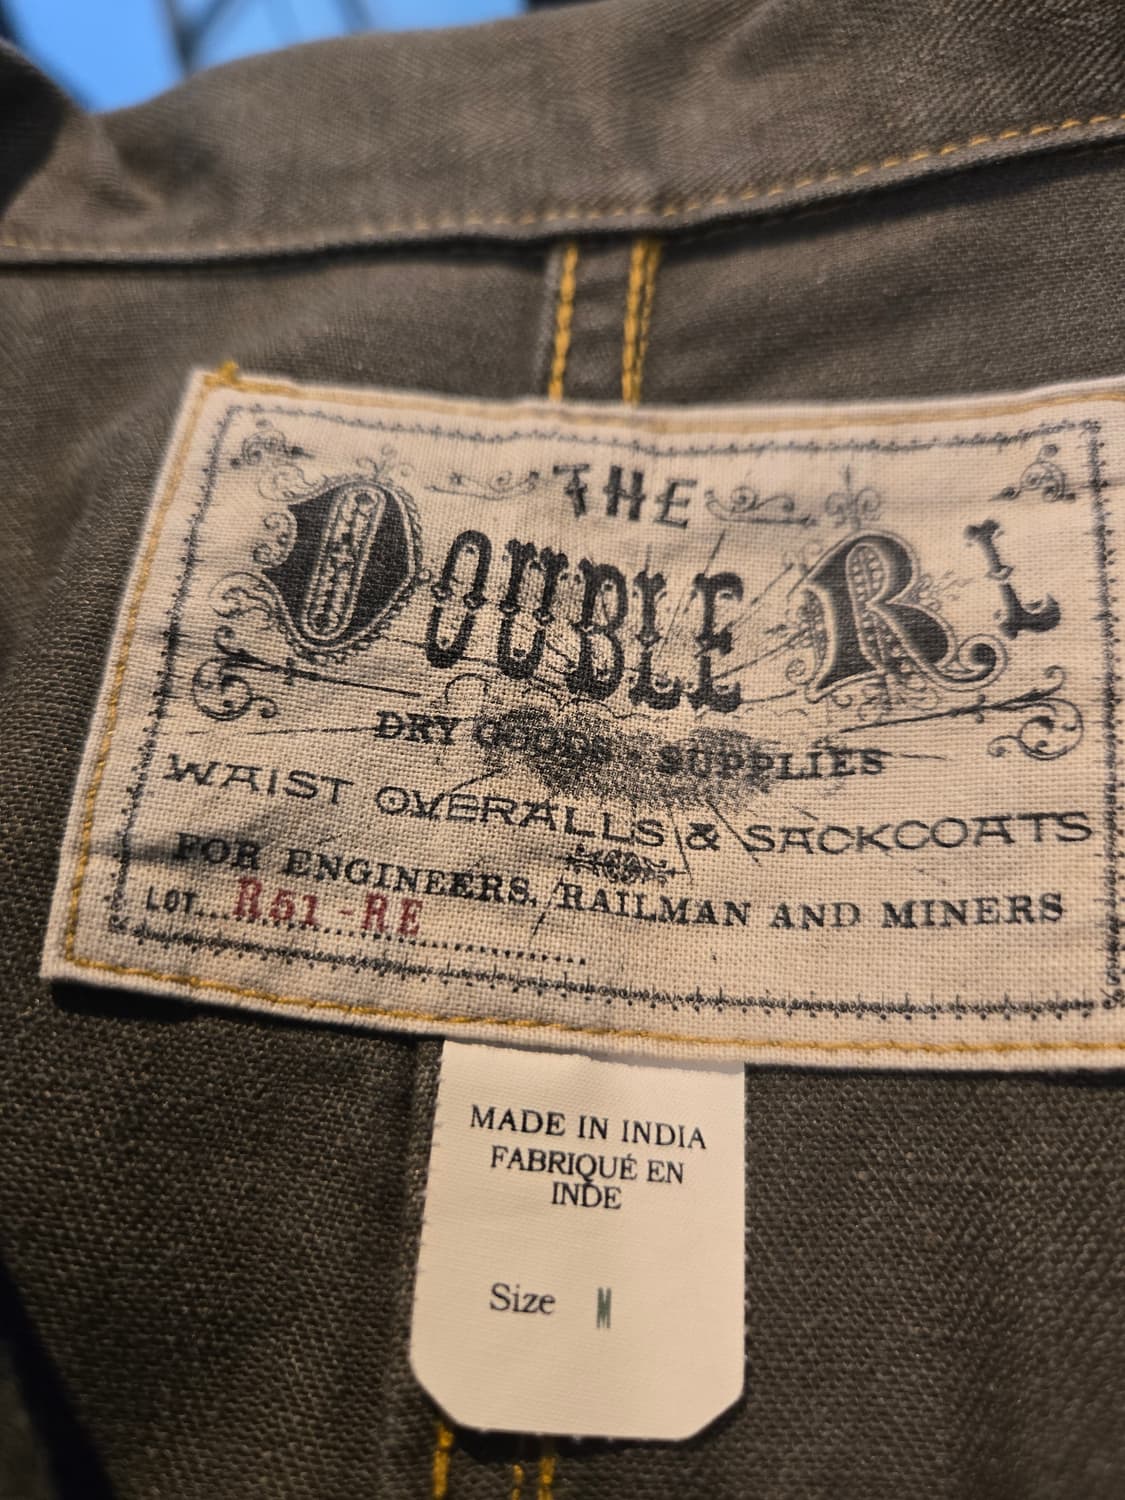 THE
DOUBLE RL
DRY GOODS & SUPPLIES
WAIST OVERALLS & SACKCOATS
FOR ENGINEERS, RAILMAN AND MINERS
LOT... R51-RE
MADE IN INDIA
FABRIQUÉ EN
INDE
Size M